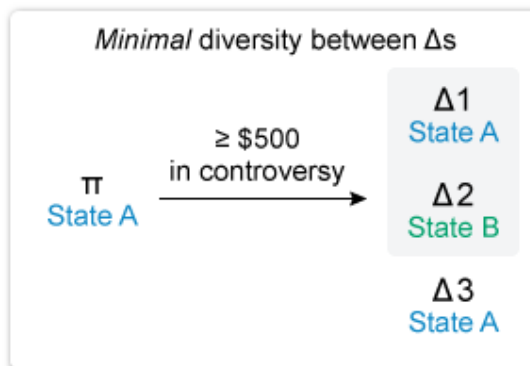 Minimal diversity between Δs
Δ1
State A
≥ $500
in controversy
π
State A
Δ2
State B
Δ3
State A